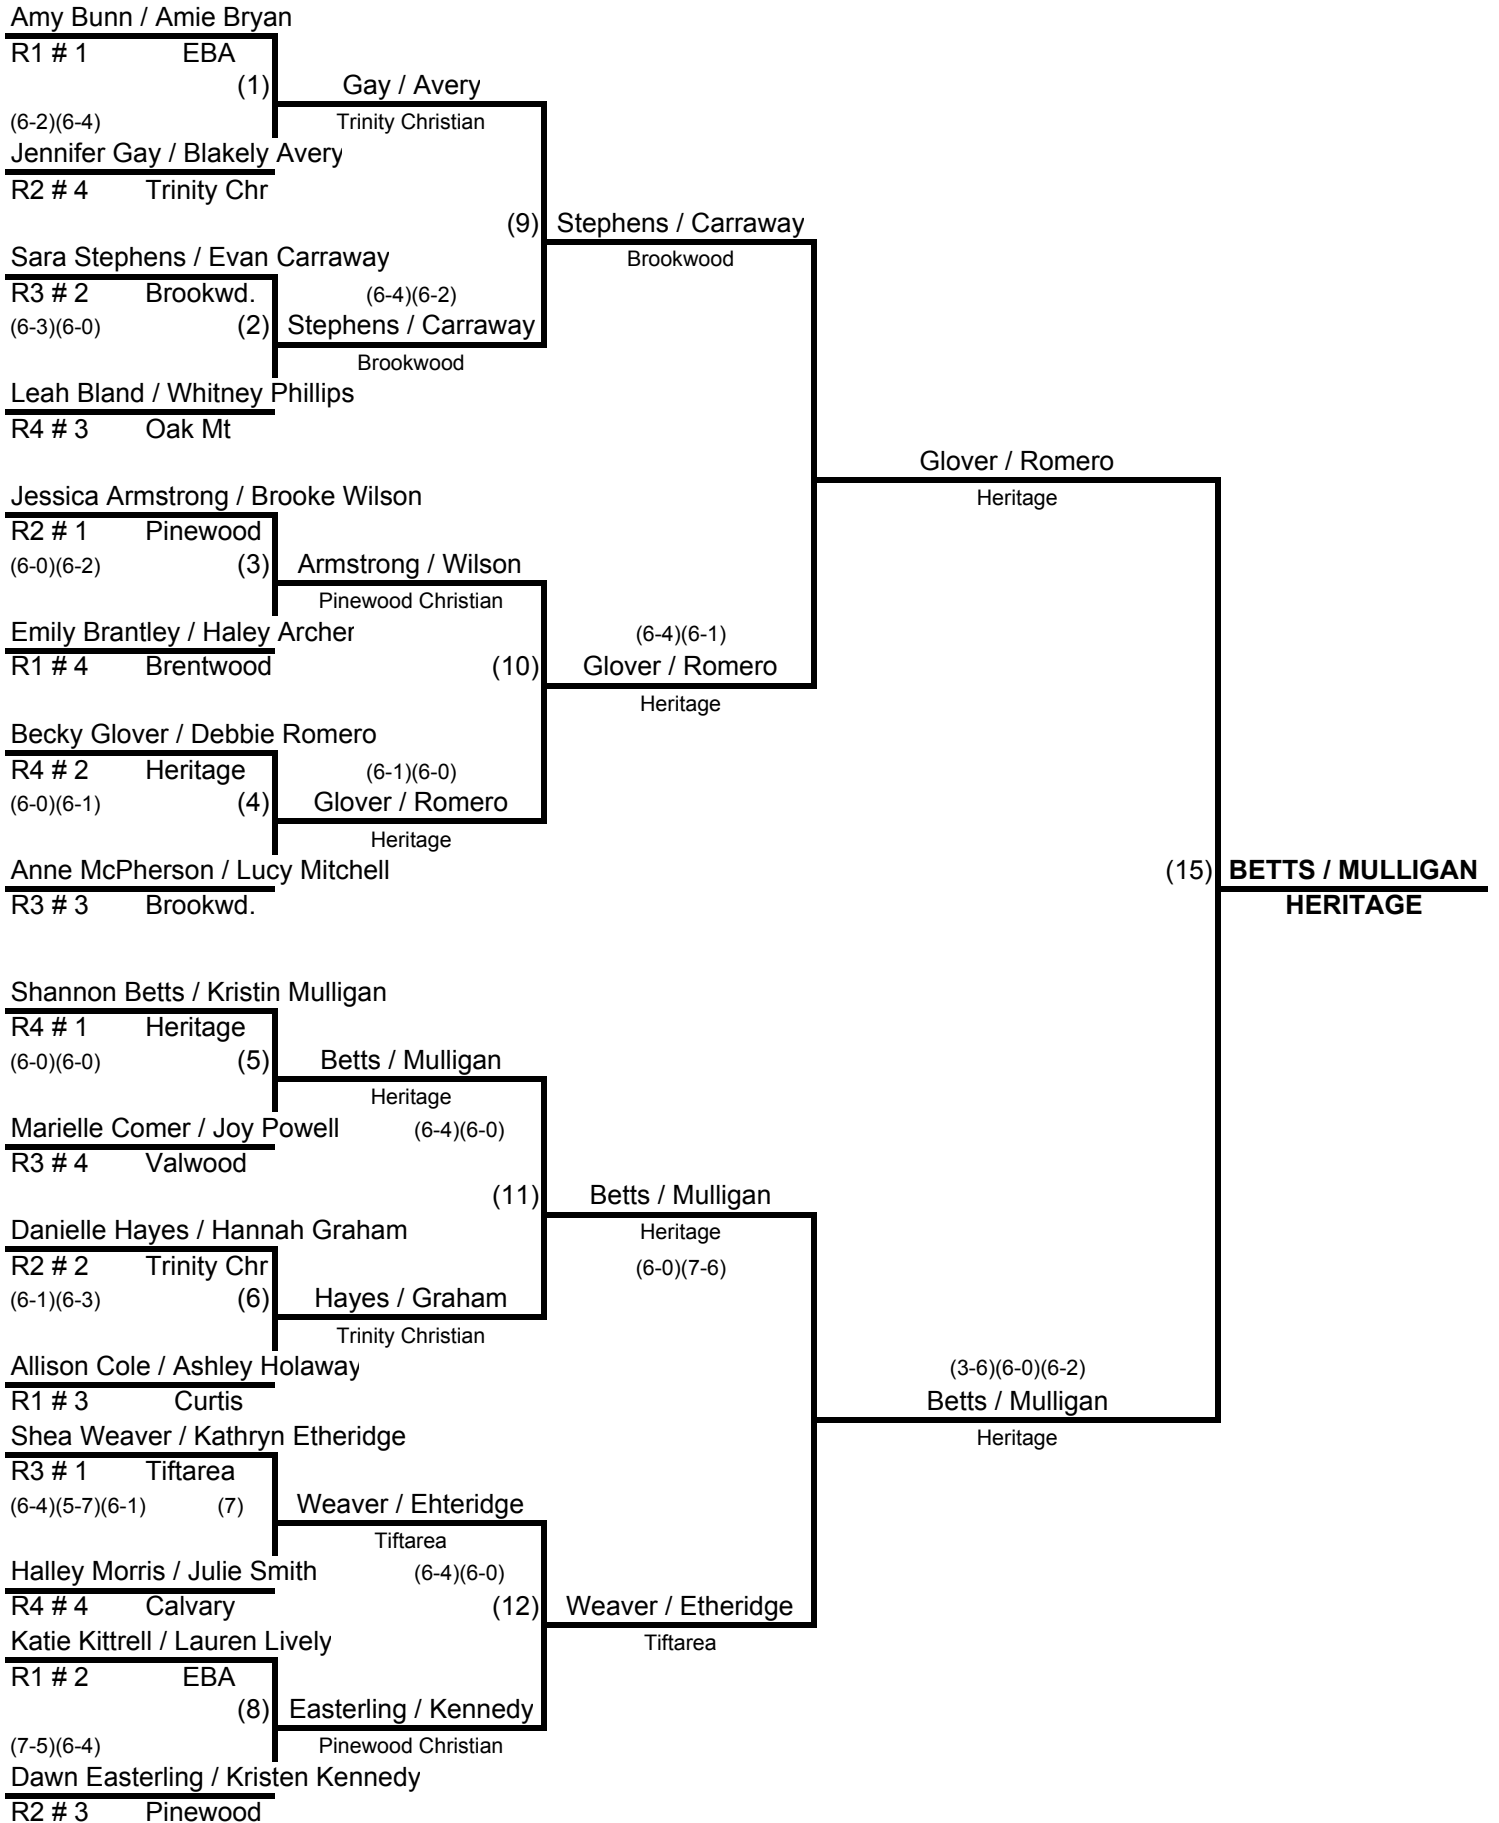 Amy Bunn / Amie Bryan
R1 # 1 EBA
(1) Gay / Avery
(6-2)(6-4) Trinity Christian
Jennifer Gay / Blakely Avery
R2 # 4 Trinity Chr
(9) Stephens / Carraway
Sara Stephens / Evan Carraway Brookwood
R3 # 2 Brookwd. (6-4)(6-2)
(6-3)(6-0) (2) Stephens / Carraway
Brookwood
Leah Bland / Whitney Phillips
R4 # 3 Oak Mt
Glover / Romero
Jessica Armstrong / Brooke Wilson Heritage
R2 # 1 Pinewood
(6-0)(6-2) (3) Armstrong / Wilson
Pinewood Christian
Emily Brantley / Haley Archer (6-4)(6-1)
R1 # 4 Brentwood (10) Glover / Romero
Heritage
Becky Glover / Debbie Romero
R4 # 2 Heritage (6-1)(6-0)
(6-0)(6-1) (4) Glover / Romero
Heritage
Anne McPherson / Lucy Mitchell (15) BETTS / MULLIGAN
R3 # 3 Brookwd. HERITAGE
Shannon Betts / Kristin Mulligan
R4 # 1 Heritage
(6-0)(6-0) (5) Betts / Mulligan
Heritage
Marielle Comer / Joy Powell (6-4)(6-0)
R3 # 4 Valwood
(11) Betts / Mulligan
Danielle Hayes / Hannah Graham Heritage
R2 # 2 Trinity Chr (6-0)(7-6)
(6-1)(6-3) (6) Hayes / Graham
Trinity Christian
Allison Cole / Ashley Holaway (3-6)(6-0)(6-2)
R1 # 3 Curtis Betts / Mulligan
Shea Weaver / Kathryn Etheridge Heritage
R3 # 1 Tiftarea
(6-4)(5-7)(6-1) (7) Weaver / Ehteridge
Tiftarea
Halley Morris / Julie Smith (6-4)(6-0)
R4 # 4 Calvary (12) Weaver / Etheridge
Katie Kittrell / Lauren Lively Tiftarea
R1 # 2 EBA
(8) Easterling / Kennedy
(7-5)(6-4) Pinewood Christian
Dawn Easterling / Kristen Kennedy
R2 # 3 Pinewood